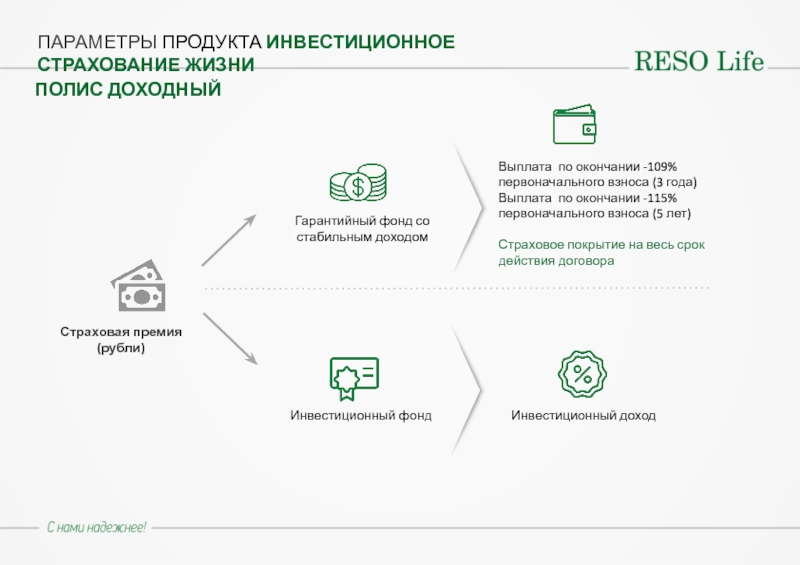 ПАРАМЕТРЫ ПРОДУКТА ИНВЕСТИЦИОННОЕ
СТРАХОВАНИЕ ЖИЗНИ
ПОЛИС ДОХОДНЫЙ
RESO Life
Выплата по окончании -109%
первоначального взноса (3 года)
Выплата по окончании -115%
первоначального взноса (5 лет)
Страховое покрытие на весь срок
действия договора
$
Гарантийный фонд со
стабильным доходом
Страховая премия
(рубли)
Инвестиционный фонд
%
Инвестиционный доход
С нами надежнее!